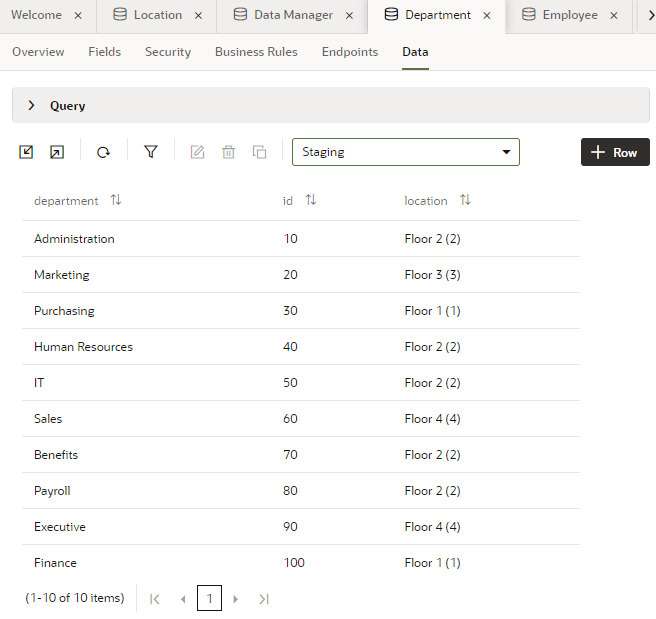 Welcome × Location × Data Manager × Department × Employee ×
Overview Fields Security Business Rules Endpoints Data
Query
Staging + Row
department id location
Administration 10 Floor 2 (2)
Marketing 20 Floor 3 (3)
Purchasing 30 Floor 1 (1)
Human Resources 40 Floor 2 (2)
IT 50 Floor 2 (2)
Sales 60 Floor 4 (4)
Benefits 70 Floor 2 (2)
Payroll 80 Floor 2 (2)
Executive 90 Floor 4 (4)
Finance 100 Floor 1 (1)
(1-10 of 10 items) 1